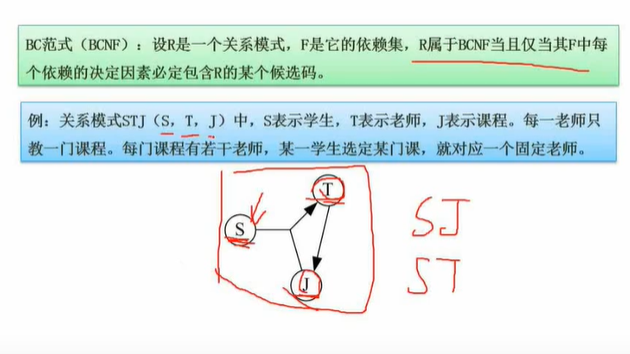 BC范式（BCNF）：设R是一个关系模式，F是它的依赖集，R属于BCNF当且仅当其F中每
个依赖的决定因素必定包含R的某个候选码。
例：关系模式STJ（S，T，J）中，S表示学生，T表示老师，J表示课程。每一老师只
教一门课程。每门课程有若干老师，某一学生选定某门课，就对应一个固定老师。
T
S
J
SJ
ST